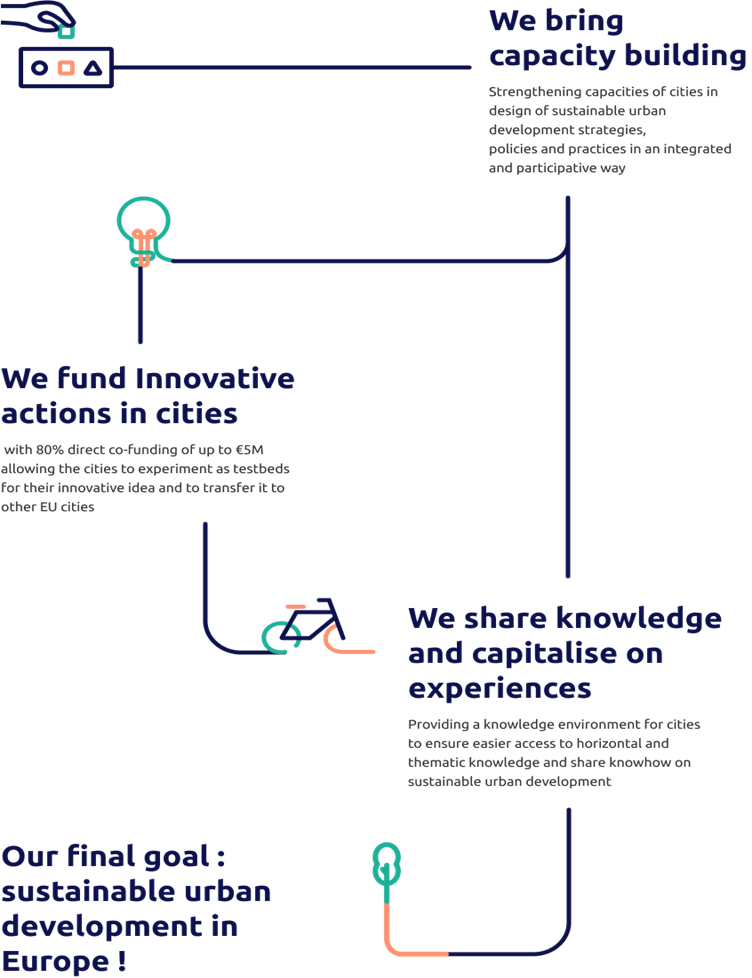 We bring
capacity building
Strengthening capacities of cities in
design of sustainable urban
development strategies,
policies and practices in an integrated
and participative way
We fund Innovative
actions in cities
with 80% direct co-funding of up to €5M
allowing the cities to experiment as testbeds
for their innovative idea and to transfer it to
other EU cities
We share knowledge
and capitalise on
experiences
Providing a knowledge environment for cities
to ensure easier access to horizontal and
thematic knowledge and share knowhow on
sustainable urban development
Our final goal :
sustainable urban
development in
Europe !